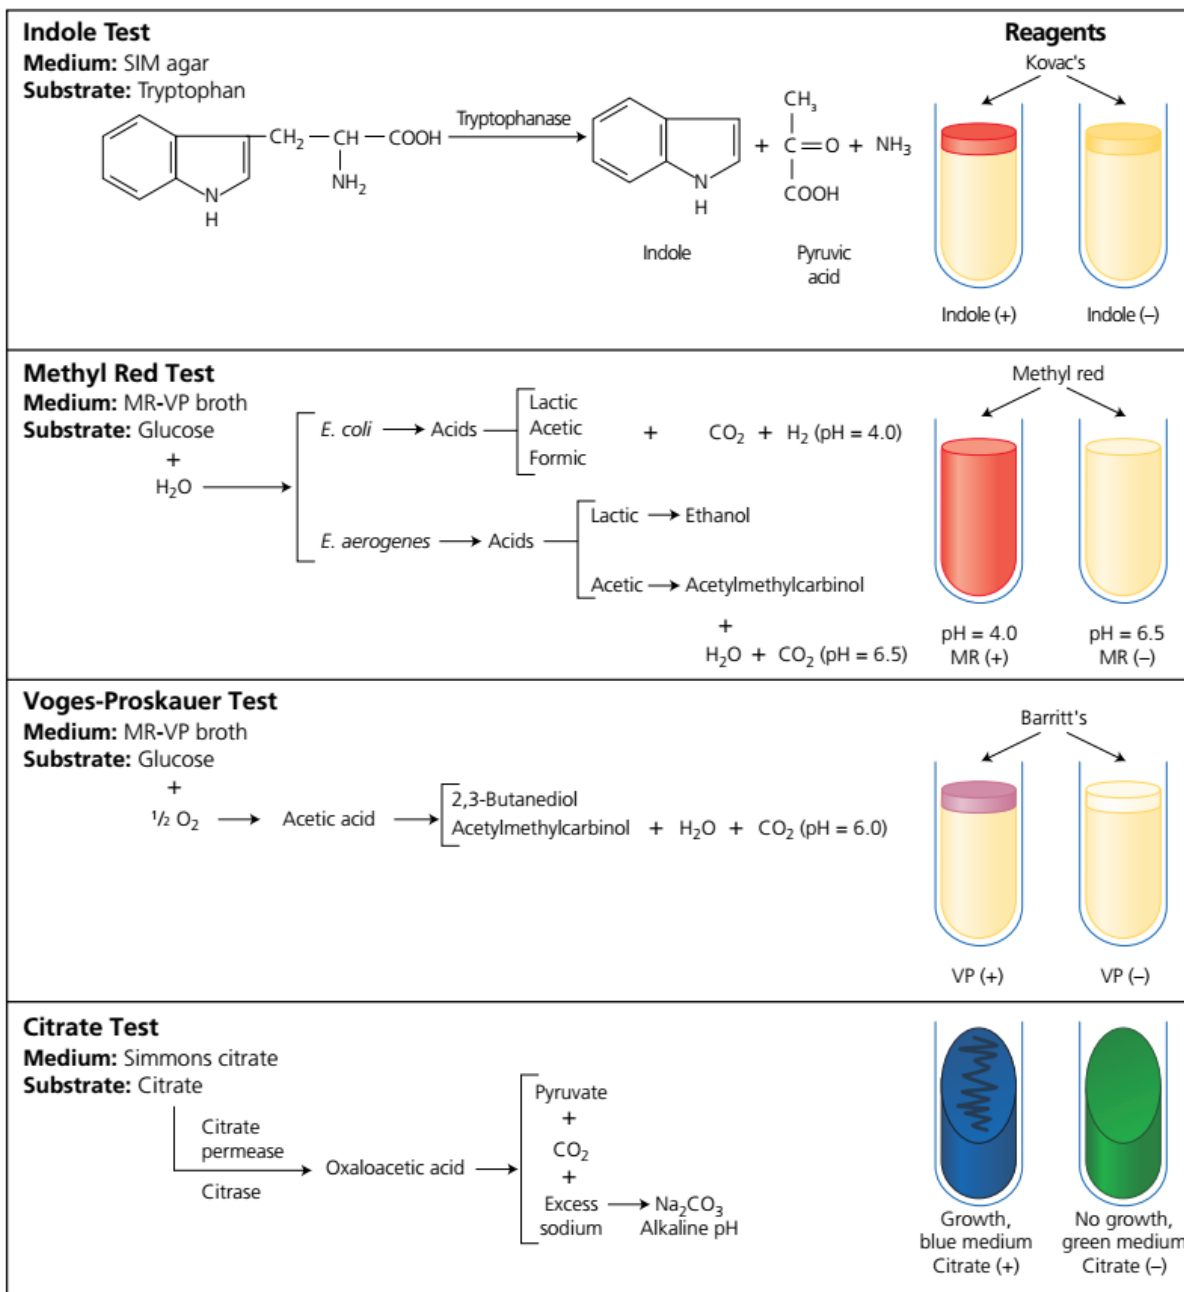 Indole Test
Medium: SIM agar
Substrate: Tryptophan
Reagents
Kovac's
CH2 — CH — COOH
NH2
N
H
Tryptophanase
N
H
+
CH3
C=O
COOH
+ NH3
Indole
Pyruvic
acid
Indole (+)
Indole (–)
Methyl Red Test
Medium: MR-VP broth
Substrate: Glucose
+
H2O
E. coli
Acids
Lactic
Acetic
Formic
+ CO2 + H2 (pH = 4.0)
E. aerogenes
Acids
Lactic
Ethanol
Acetic
Acetylmethylcarbinol
+
H2O + CO2 (pH = 6.5)
Methyl red
pH = 4.0
MR (+)
pH = 6.5
MR (–)
Voges-Proskauer Test
Medium: MR-VP broth
Substrate: Glucose
+
1/2 O2
Acetic acid
2,3-Butanediol
Acetylmethylcarbinol + H2O + CO2 (pH = 6.0)
Barritt's
VP (+)
VP (–)
Citrate Test
Medium: Simmons citrate
Substrate: Citrate
Citrate
permease
Citrase
Oxaloacetic acid
Pyruvate
+
CO2
+
Excess
sodium
Na2CO3
Alkaline pH
Growth,
blue medium
Citrate (+)
No growth,
green medium
Citrate (–)